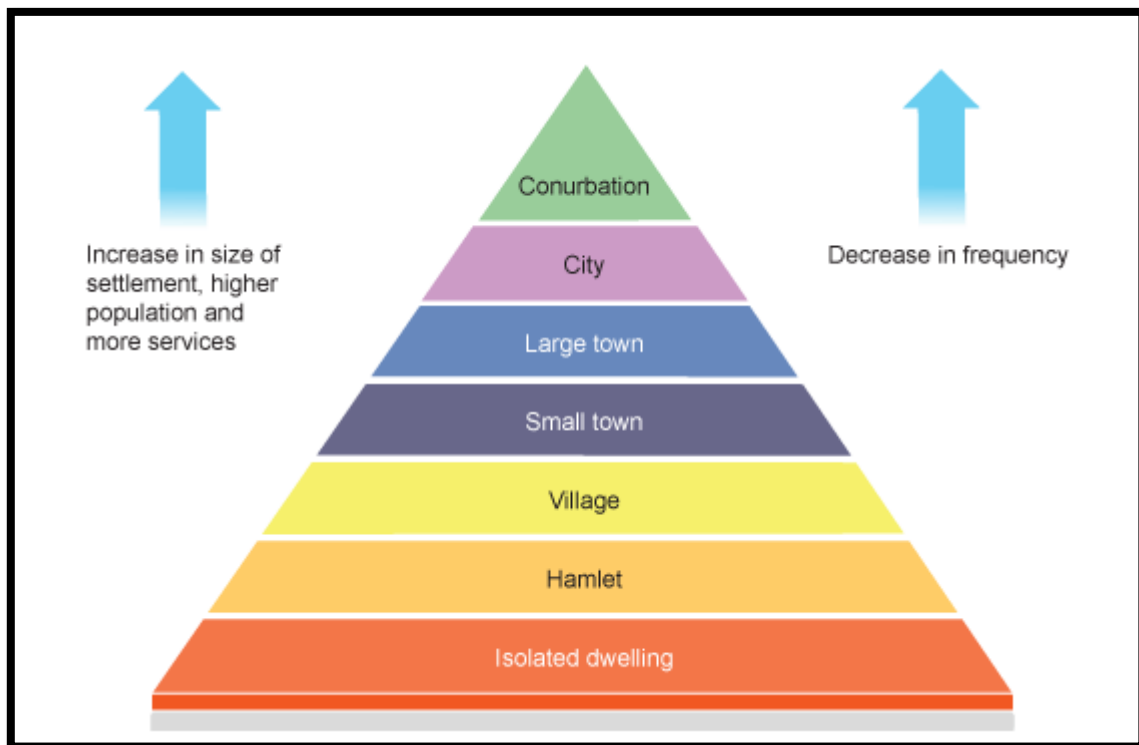 Conurbation
Increase in size of
settlement, higher
population and
more services
City
Decrease in frequency
Large town
Small town
Village
Hamlet
Isolated dwelling